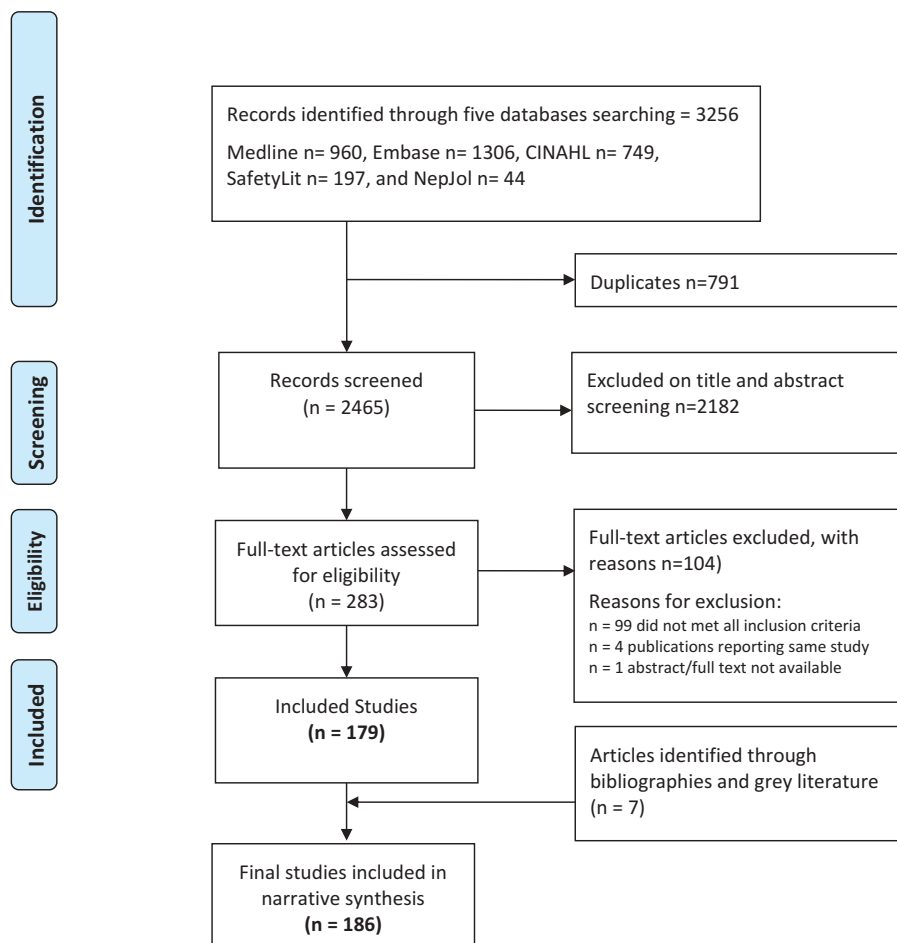 Identification
Records identified through five databases searching = 3256
Medline n= 960, Embase n= 1306, CINAHL n= 749,
SafetyLit n= 197, and NepJol n= 44
Duplicates n=791
Screening
Records screened
(n = 2465)
Excluded on title and abstract
screening n=2182
Eligibility
Full-text articles assessed
for eligibility
(n = 283)
Full-text articles excluded, with
reasons n=104)
Reasons for exclusion:
n = 99 did not met all inclusion criteria
n = 4 publications reporting same study
n = 1 abstract/full text not available
Included
Included Studies
(n = 179)
Articles identified through
bibliographies and grey literature
(n = 7)
Final studies included in
narrative synthesis
(n = 186)